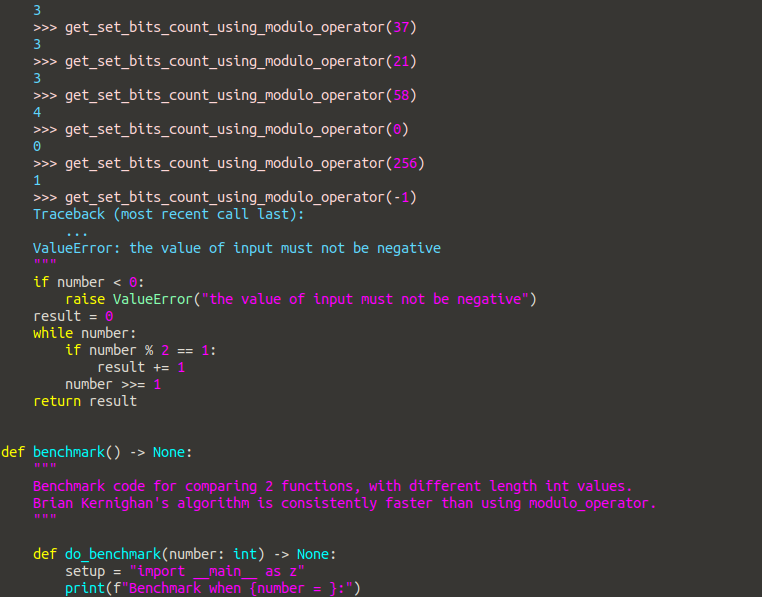 3
    >>> get_set_bits_count_using_modulo_operator(37)
    3
    >>> get_set_bits_count_using_modulo_operator(21)
    3
    >>> get_set_bits_count_using_modulo_operator(58)
    4
    >>> get_set_bits_count_using_modulo_operator(0)
    0
    >>> get_set_bits_count_using_modulo_operator(256)
    1
    >>> get_set_bits_count_using_modulo_operator(-1)
    Traceback (most recent call last):
        ...
    ValueError: the value of input must not be negative
    """
    if number < 0:
        raise ValueError("the value of input must not be negative")
    result = 0
    while number:
        if number % 2 == 1:
            result += 1
        number >>= 1
    return result


def benchmark() -> None:
    """
    Benchmark code for comparing 2 functions, with different length int values.
    Brian Kernighan's algorithm is consistently faster than using modulo_operator.
    """

    def do_benchmark(number: int) -> None:
        setup = "import __main__ as z"
        print(f"Benchmark when {number = }:")